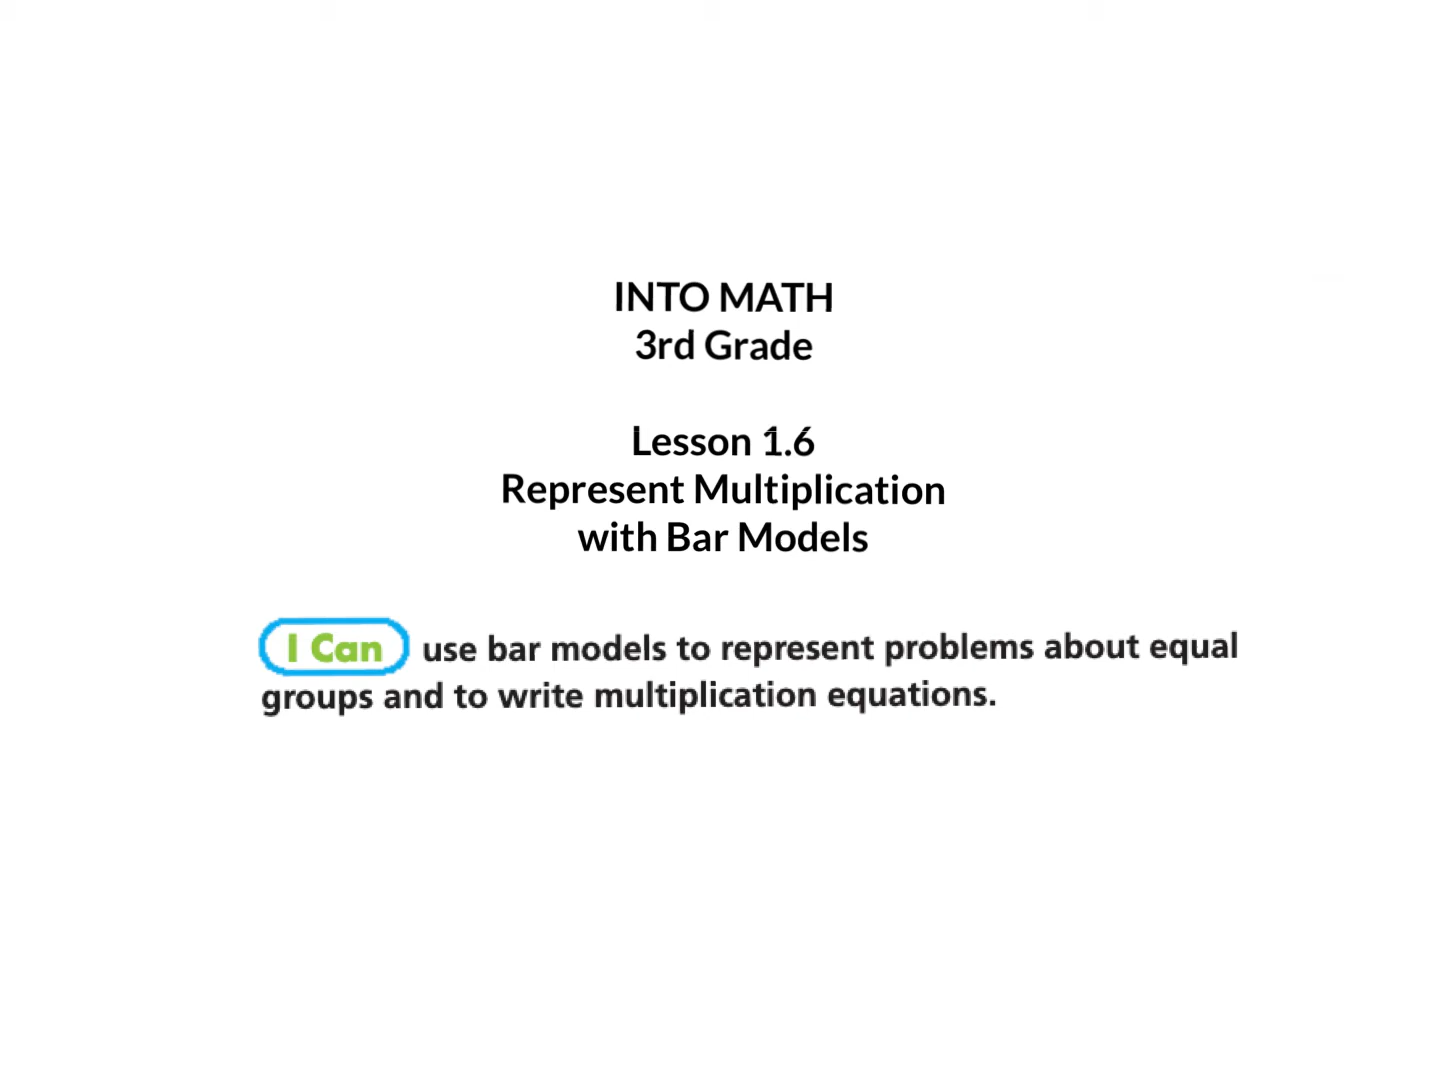 INTO MATH
3rd Grade
Lesson 1.6
Represent Multiplication
with Bar Models
I Can use bar models to represent problems about equal
groups and to write multiplication equations.